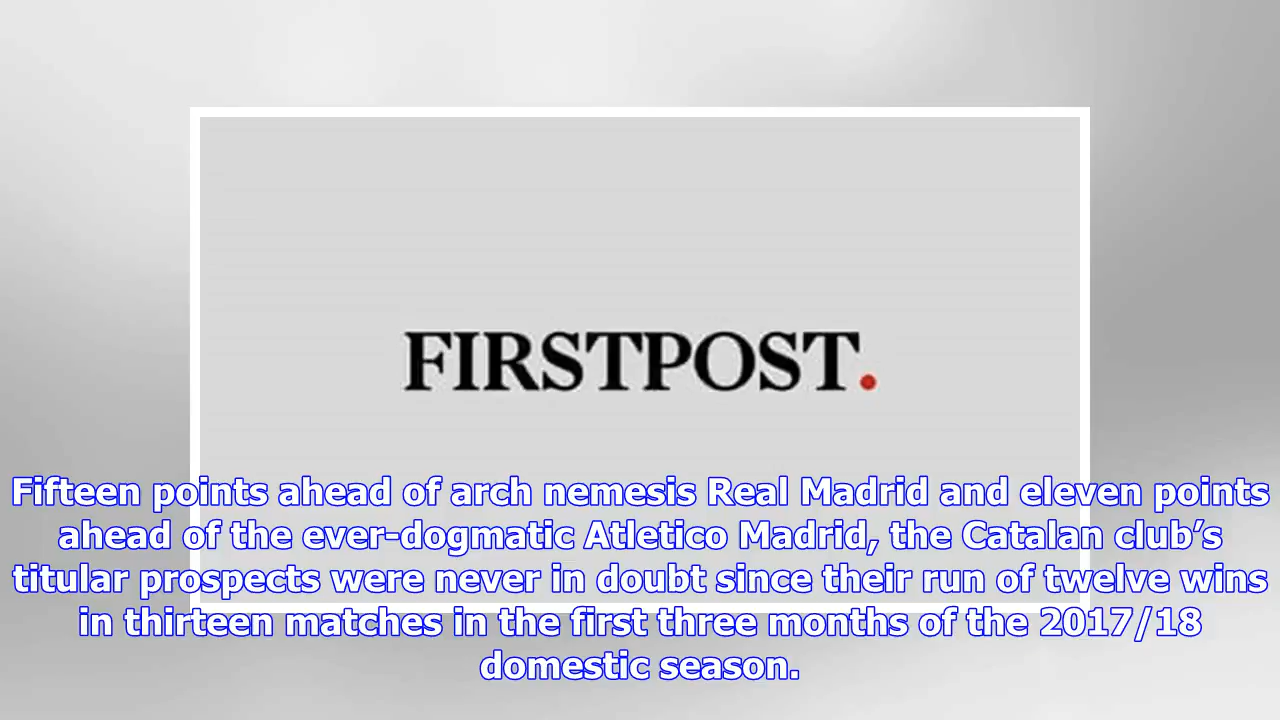 FIRSTPOST.
Fifteen points ahead of arch nemesis Real Madrid and eleven points
ahead of the ever-dogmatic Atletico Madrid, the Catalan club’s
titular prospects were never in doubt since their run of twelve wins
in thirteen matches in the first three months of the 2017/18
domestic season.